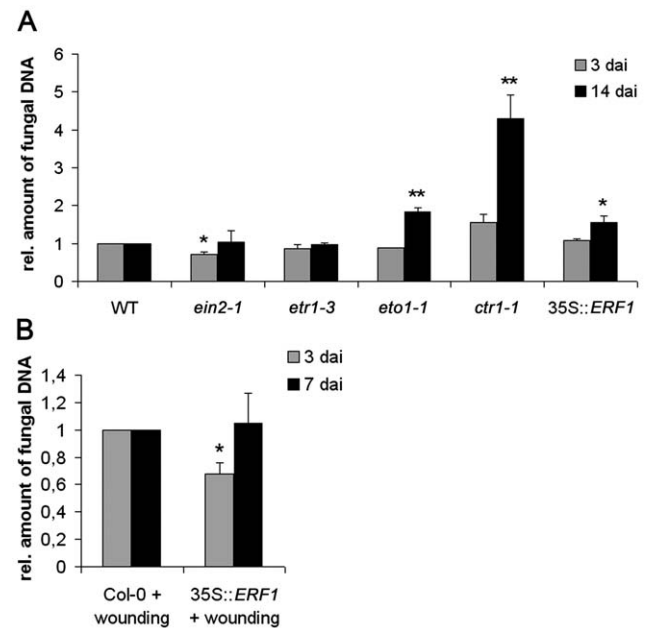 A
rel. amount of fungal DNA
6
5
4
3
2
1
0
3 dai
14 dai
*
**
**
*
WT
ein2-1
etr1-3
eto1-1
ctr1-1
35S::ERF1
B
rel. amount of fungal DNA
1,4
1,2
1
0,8
0,6
0,4
0,2
0
3 dai
7 dai
*
Col-0 +
wounding
35S::ERF1
+ wounding